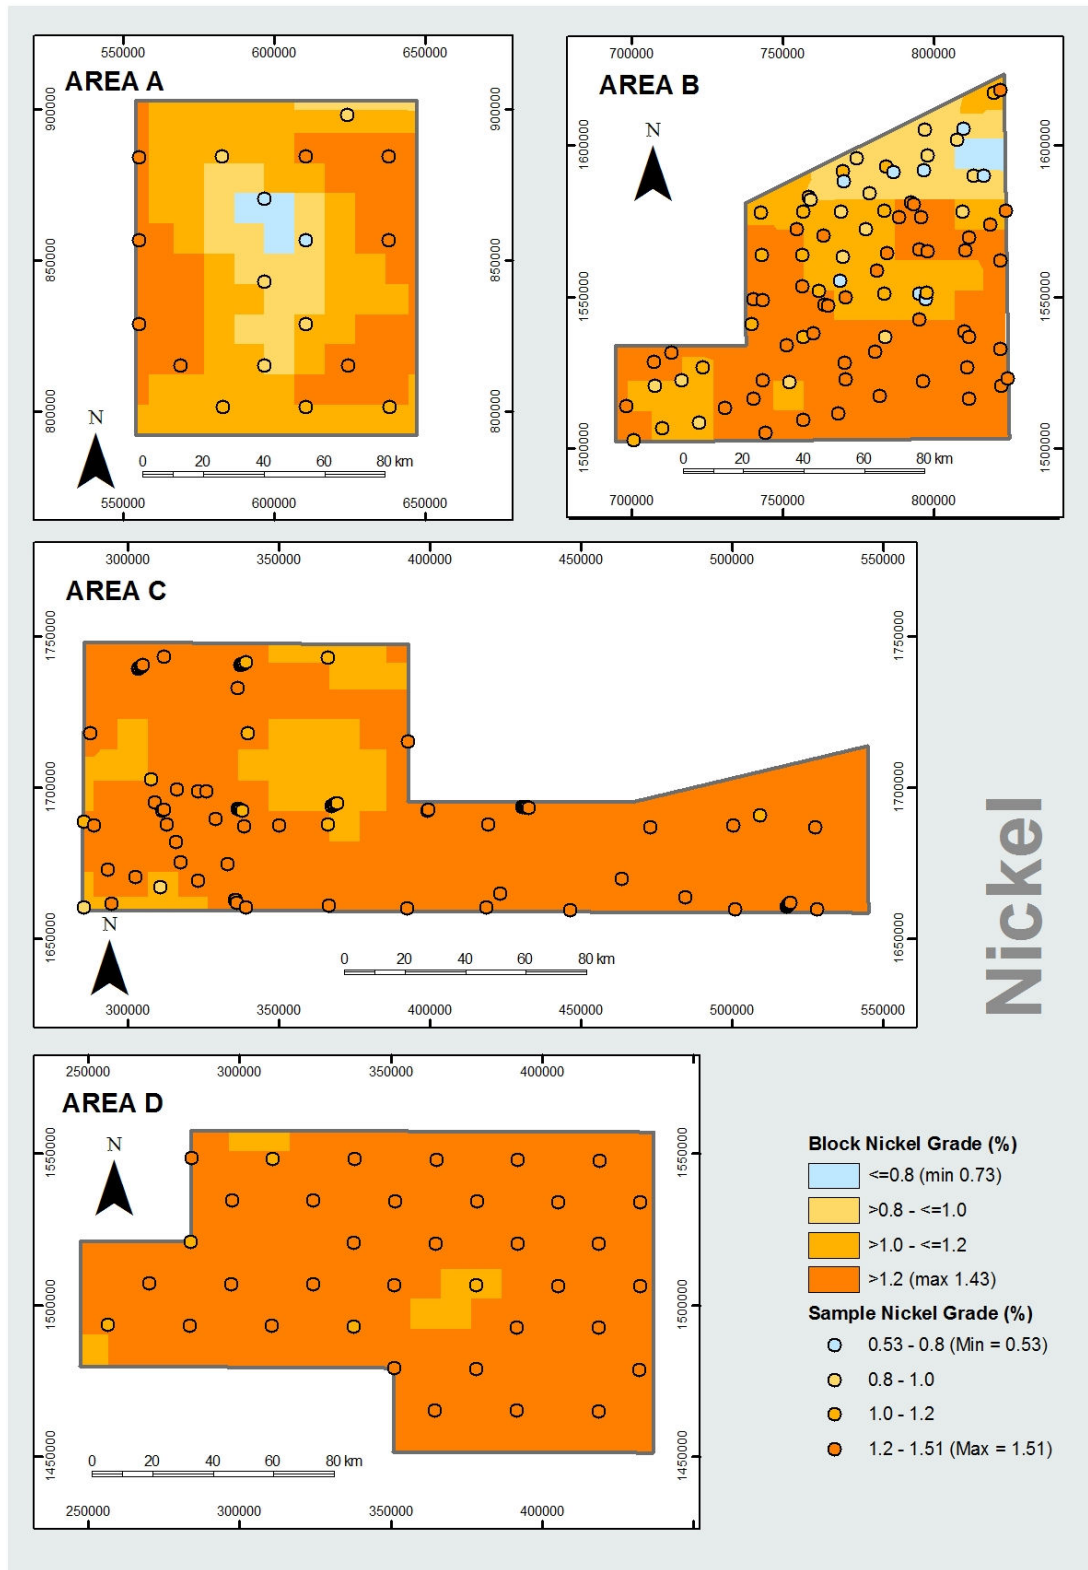 550000 600000 650000
AREA A
900000 900000
850000 850000
800000 800000
N
0 20 40 60 80 km
550000 600000 650000
700000 750000 800000
AREA B
N
1600000 1600000
1550000 1550000
1500000 1500000
0 20 40 60 80 km
700000 750000 800000
300000 350000 400000 450000 500000 550000
AREA C
1750000 1750000
1700000 1700000
1650000 1650000
N
0 20 40 60 80 km
300000 350000 400000 450000 500000 550000
Nickel
250000 300000 350000 400000
AREA D
N
1550000 1550000
1500000 1500000
1450000 1450000
0 20 40 60 80 km
250000 300000 350000 400000
Block Nickel Grade (%)
<=0.8 (min 0.73)
>0.8 - <=1.0
>1.0 - <=1.2
>1.2 (max 1.43)
Sample Nickel Grade (%)
0.53 - 0.8 (Min = 0.53)
0.8 - 1.0
1.0 - 1.2
1.2 - 1.51 (Max = 1.51)